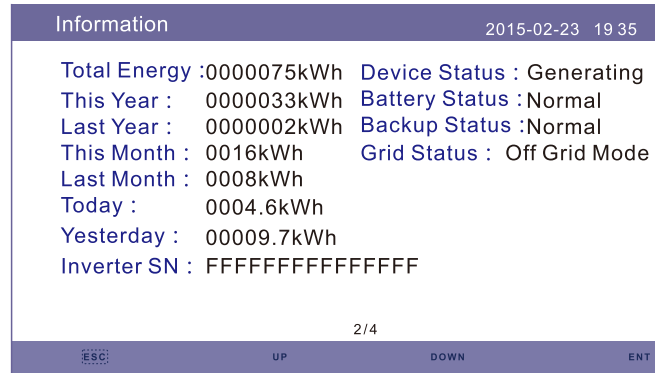 Information 2015-02-23 19 35
Total Energy :0000075kWh Device Status : Generating
This Year : 0000033kWh Battery Status : Normal
Last Year : 0000002kWh Backup Status :Normal
This Month : 0016kWh Grid Status : Off Grid Mode
Last Month : 0008kWh
Today : 0004.6kWh
Yesterday : 00009.7kWh
Inverter SN : FFFFFFFFFFFFFFF
2/4
ESC UP DOWN ENT